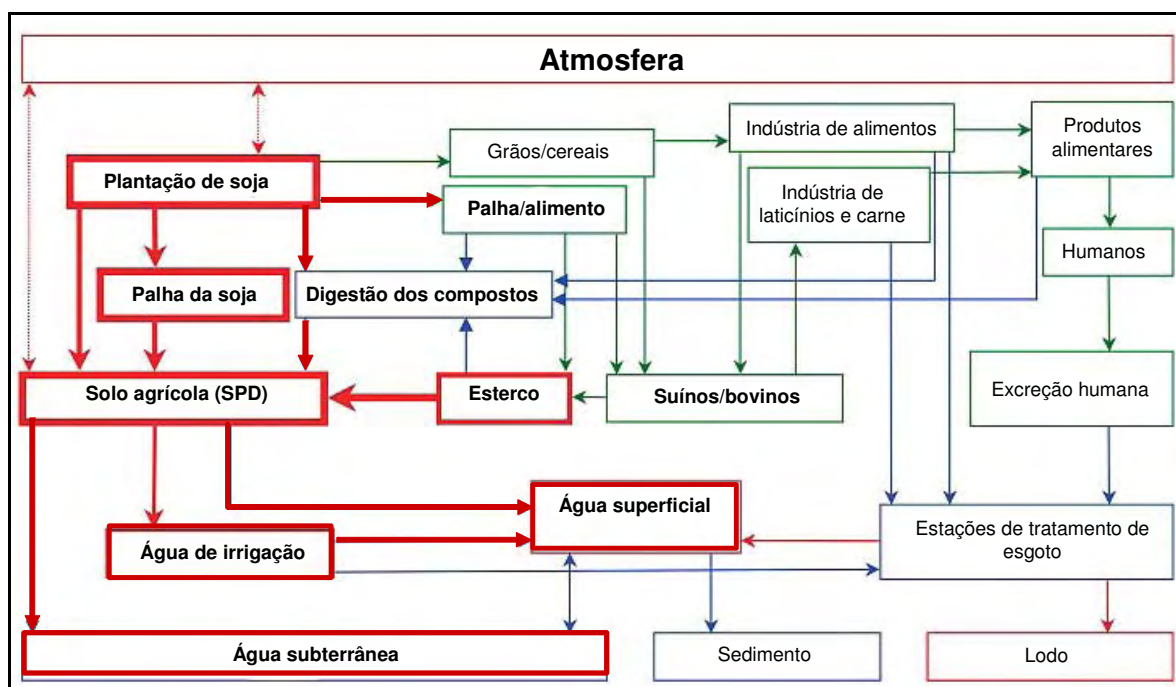 Atmosfera
Plantação de soja
Grãos/cereais
Indústria de alimentos
Produtos
alimentares
Palha/alimento
Indústria de
laticínios e carne
Humanos
Palha da soja
Digestão dos compostos
Solo agrícola (SPD)
Esterco
Suínos/bovinos
Excreção humana
Água superficial
Água de irrigação
Estações de tratamento de
esgoto
Água subterrânea
Sedimento
Lodo